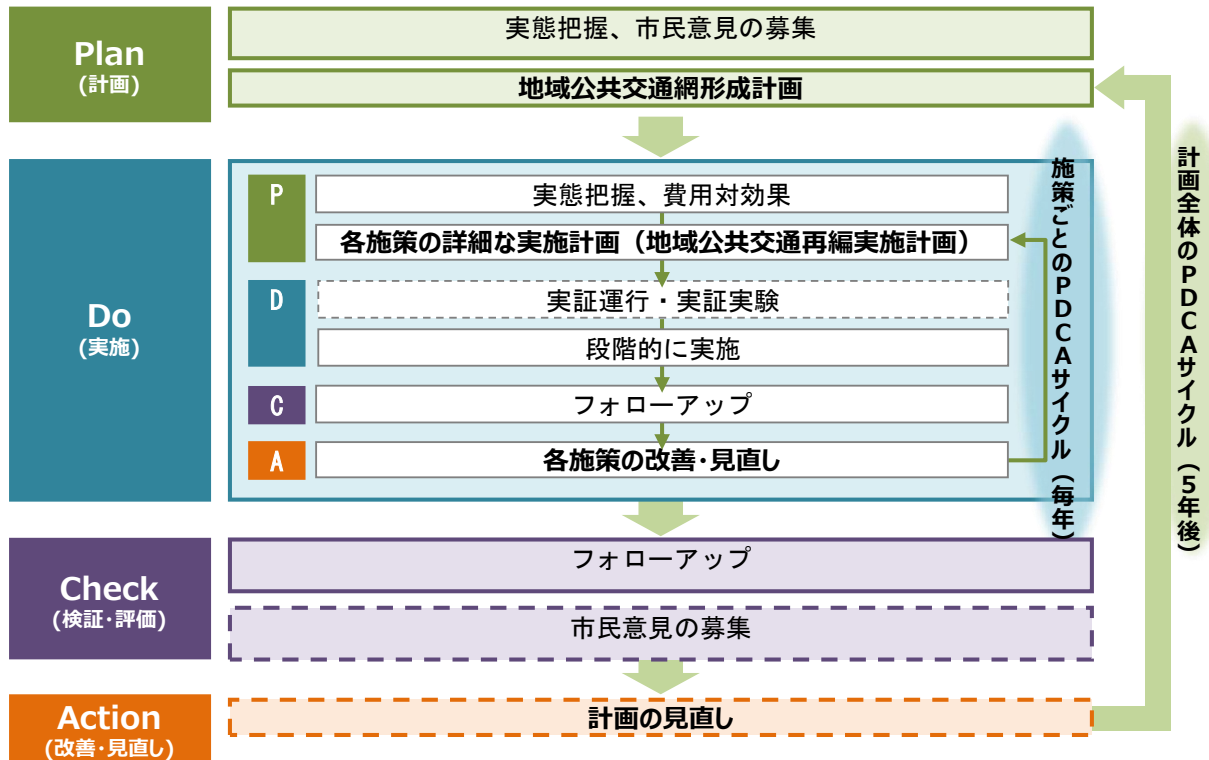 Plan
(計画)
実態把握、市民意見の募集
地域公共交通網形成計画
Do
(実施)
P
実態把握、費用対効果
各施策の詳細な実施計画（地域公共交通再編実施計画）
D
実証運行・実証実験
段階的に実施
C
フォローアップ
A
各施策の改善・見直し
施策ごとのPDCAサイクル（毎年）
計画全体のPDCAサイクル（5年後）
Check
(検証・評価)
フォローアップ
市民意見の募集
Action
(改善・見直し)
計画の見直し